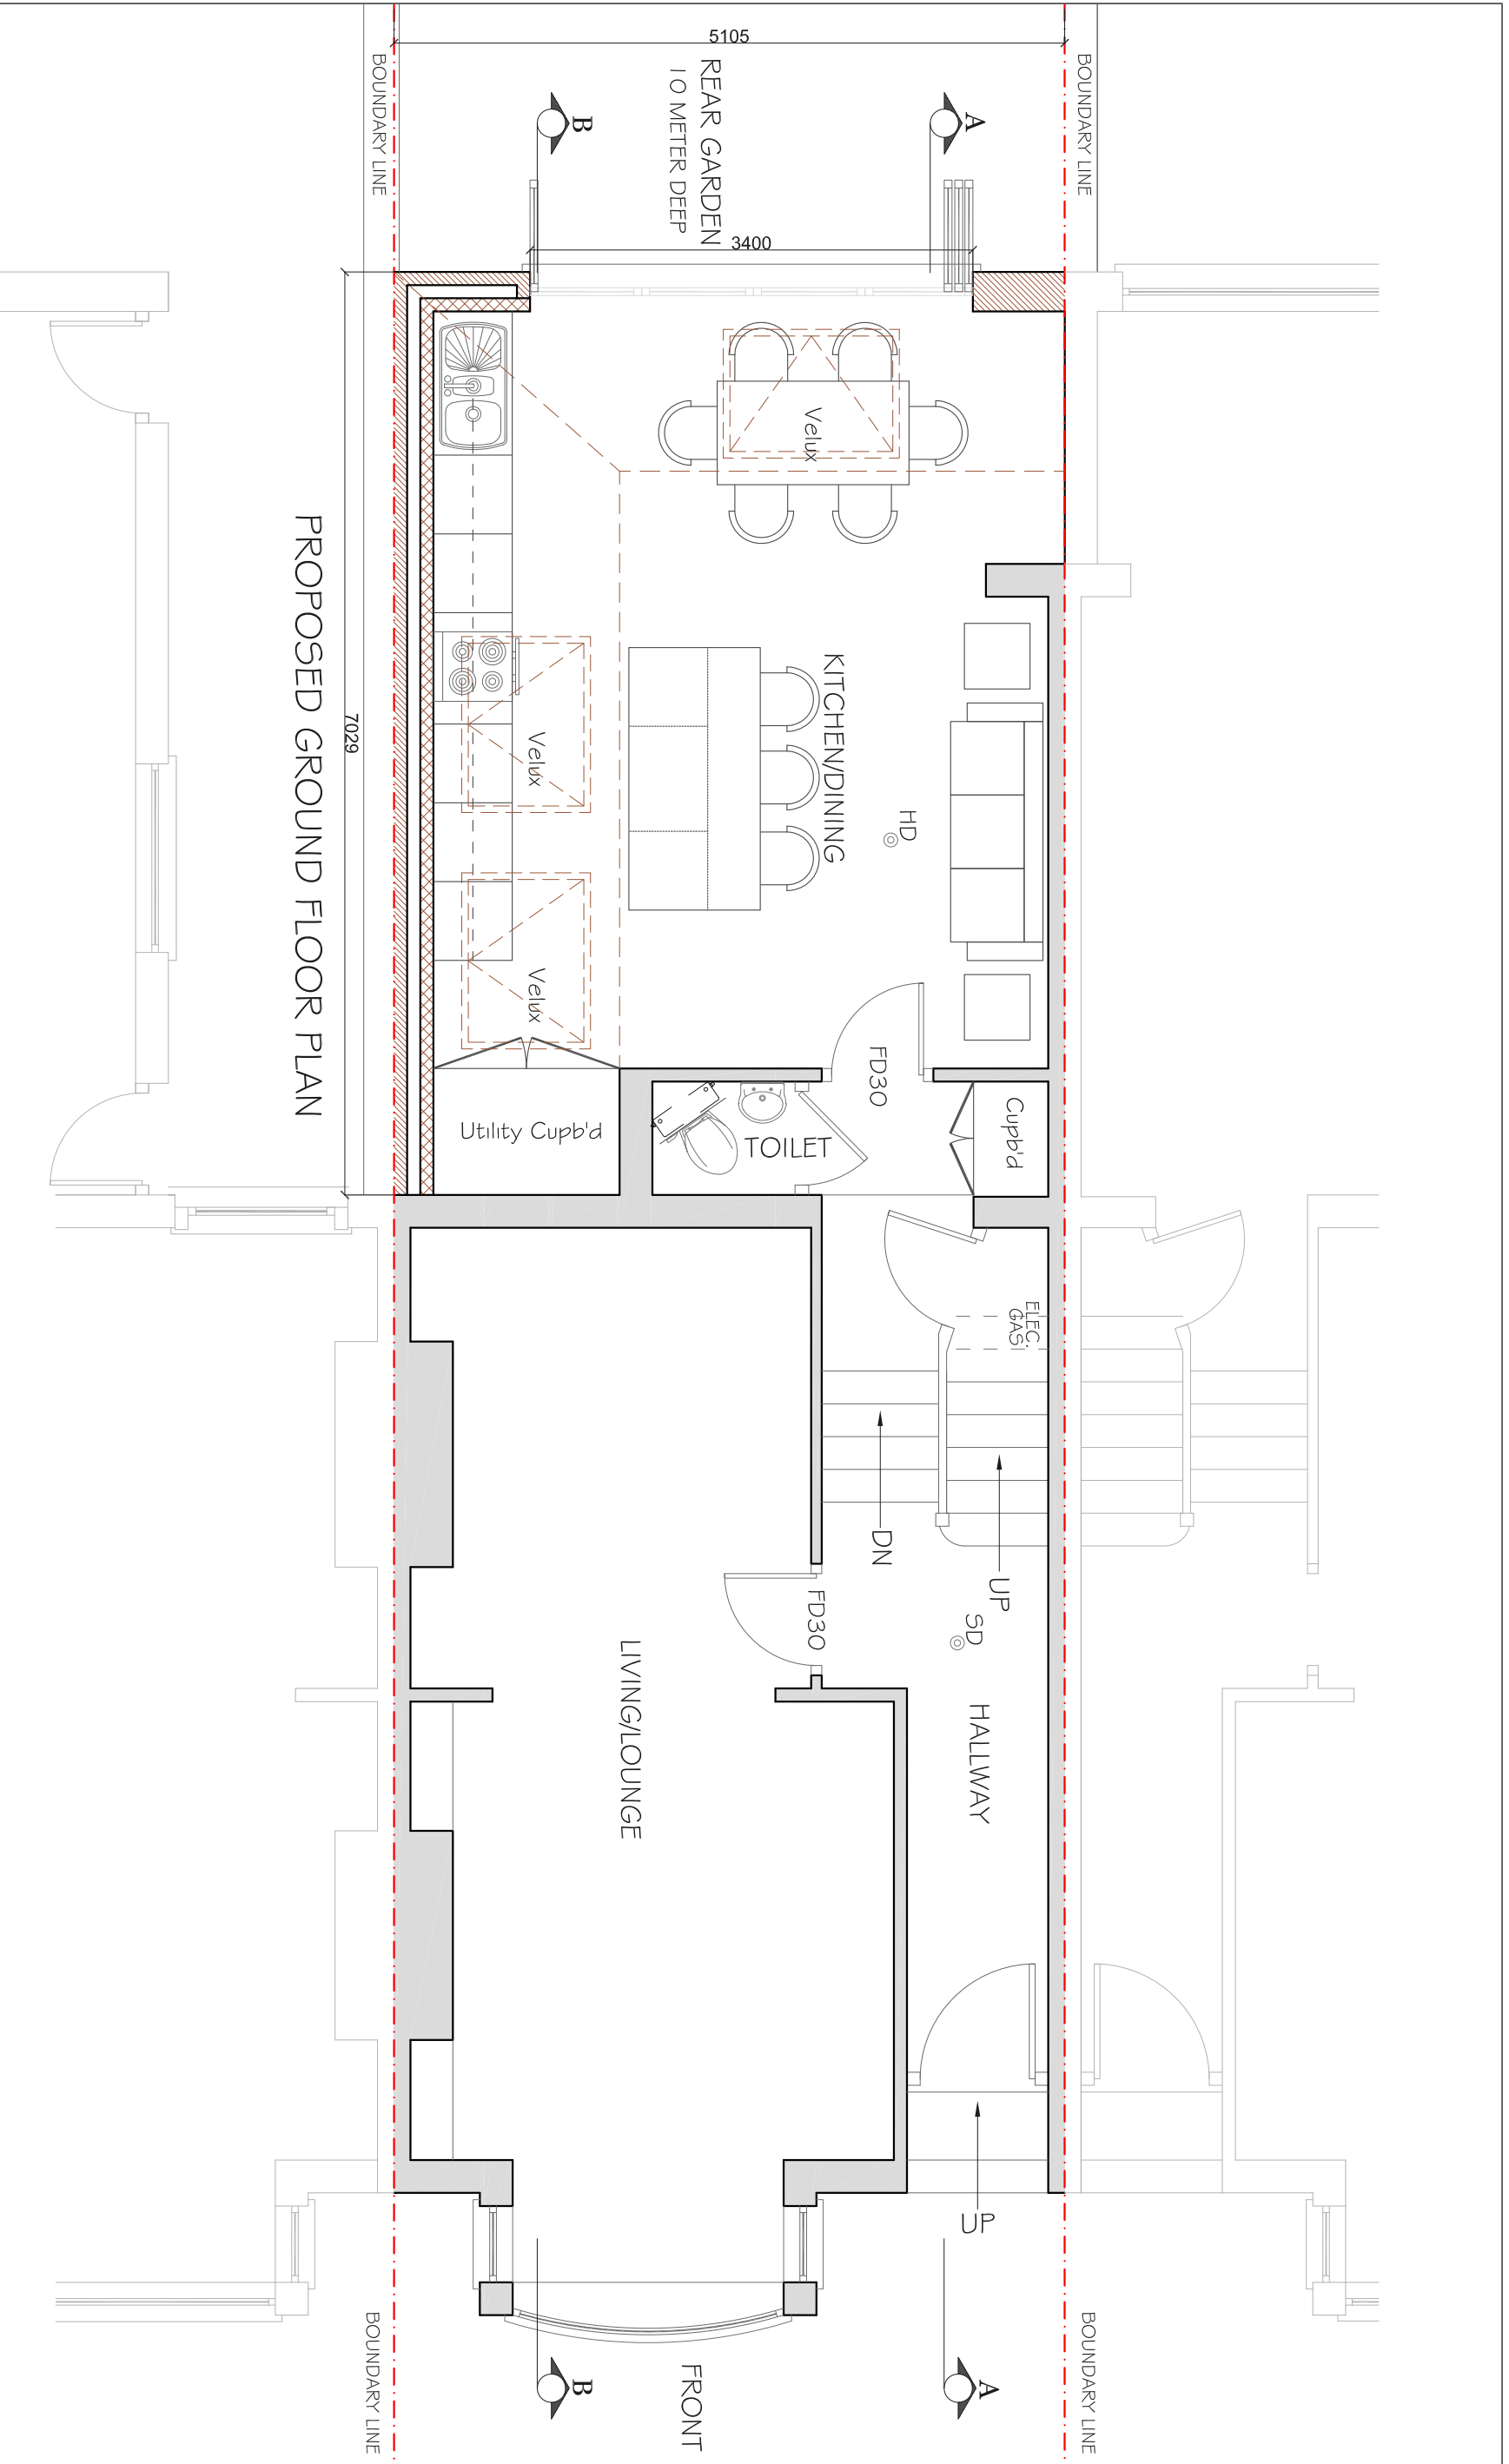 BOUNDARY LINE
BOUNDARY LINE
A
A
UP
HALLWAY
SD
UP
DN
ELEC.
GAS
Cupb'd
FD30
FD30
HD
KITCHEN/DINING
TOILET
Velux
Velux
Velux
Utility Cupb'd
LIVING/LOUNGE
REAR GARDEN
10 METER DEEP
FRONT
B
B
BOUNDARY LINE
BOUNDARY LINE
5105
3400
7029
PROPOSED GROUND FLOOR PLAN